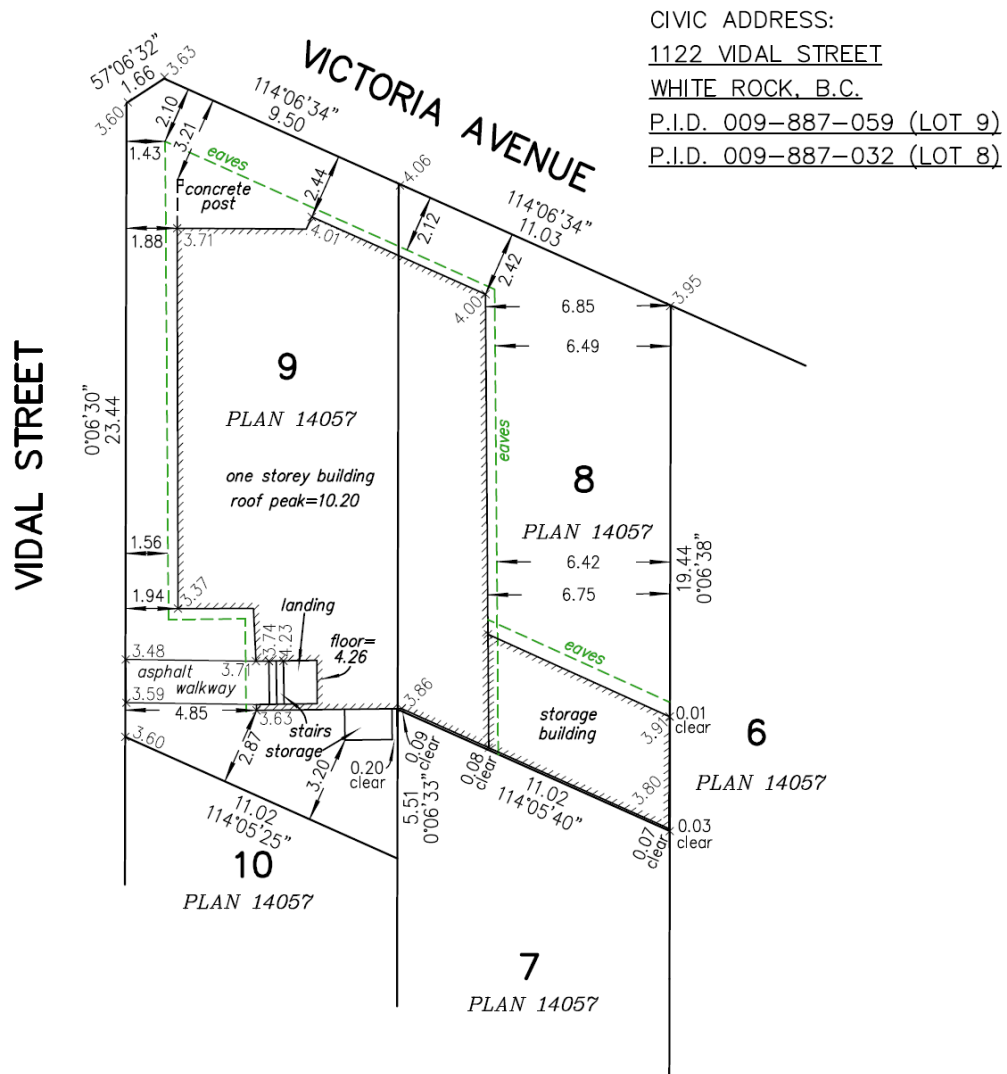 CIVIC ADDRESS:
1122 VIDAL STREET
WHITE ROCK, B.C.
P.I.D. 009–887–059 (LOT 9)
P.I.D. 009–887–032 (LOT 8)
VICTORIA AVENUE
57°06'32"
1.66
3.63
3.60
114°06'34"
9.50
2.10
3.21
1.43
eaves
2.44
4.06
2.12
114°06'34"
11.03
concrete
post
1.88
3.71
4.01
2.42
4.00
6.85
3.95
6.49
VIDAL STREET
0°06'30"
23.44
9
PLAN 14057
one storey building
roof peak=10.20
eaves
8
PLAN 14057
1.56
6.42
19.44
0°06'38"
1.94
3.37
6.75
landing
3.74
4.23
floor=
4.26
eaves
3.48
3.71
asphalt
walkway
3.59
4.85
3.63
stairs
storage
3.86
storage
building
3.91
0.01
clear
6
PLAN 14057
3.60
2.87
3.20
0.20
clear
0.09
clear
0.08
clear
5.51
0°06'33"
11.02
114°05'40"
3.80
0.07
clear
0.03
clear
11.02
114°05'25"
10
PLAN 14057
7
PLAN 14057